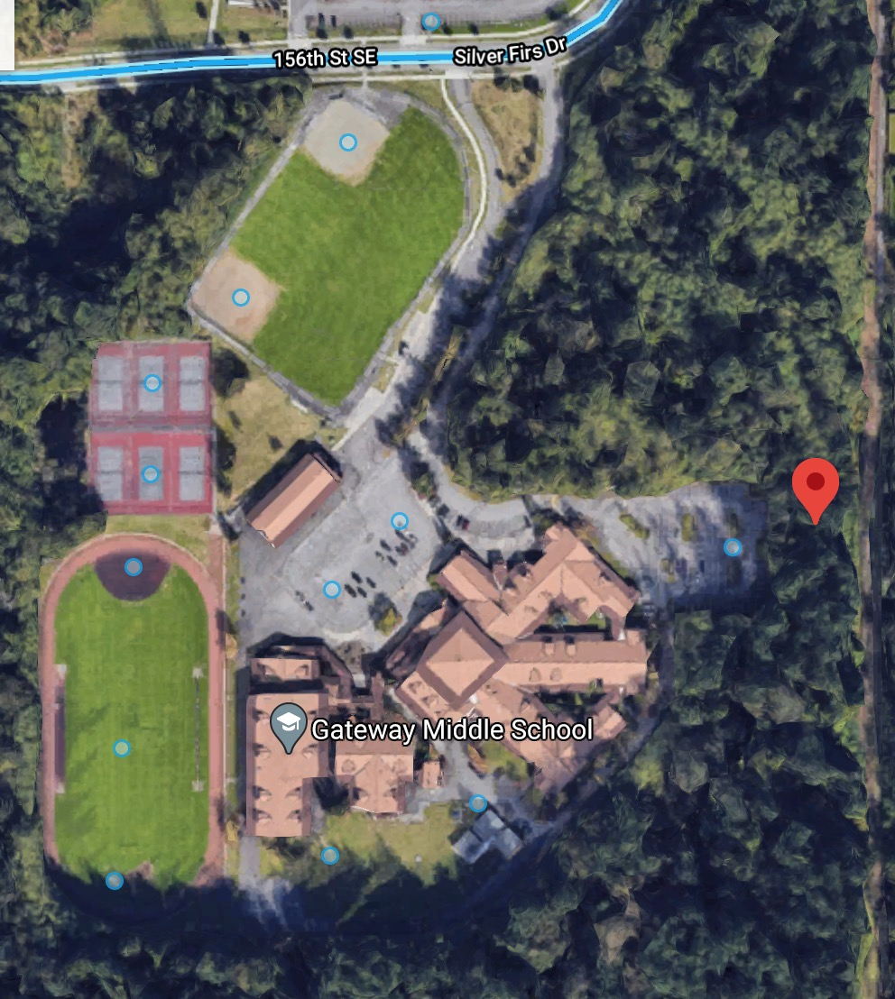 156th St SE
Silver Firs Dr
Gateway Middle School